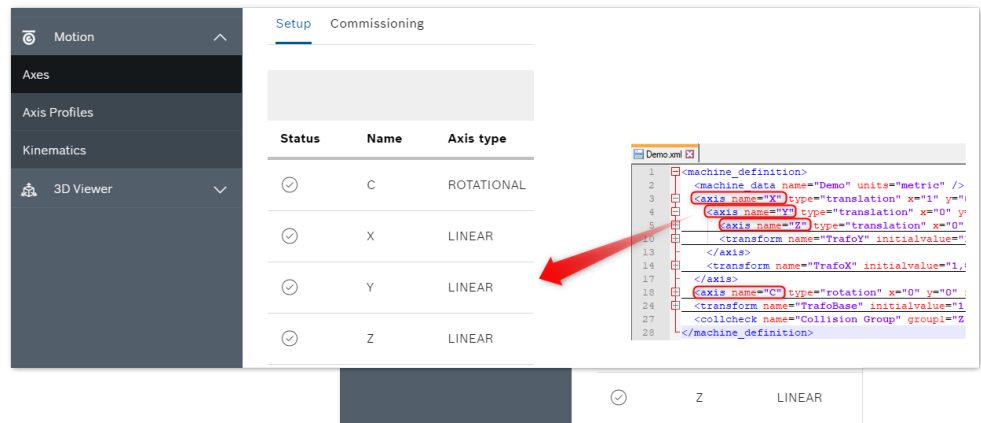 Setup Commissioning
Motion
Axes
Axis Profiles
Kinematics
3D Viewer
Status Name Axis type
C ROTATIONAL
X LINEAR
Y LINEAR
Z LINEAR
Demo.xml
1 <machine_definition>
2 <machine_data name="Demo" units="metric" />
3 <axis name="X" type="translation" x="1" y="
4 <axis name="Y" type="translation" x="0" y=
5 <axis name="Z" type="translation" x="0"
10 <transform name="TrafoY" initialvalue="
13 </axis>
14 <transform name="TrafoX" initialvalue="1,
17 </axis>
18 <axis name="C" type="rotation" x="0" y="0"
24 <transform name="TrafoBase" initialvalue="1
27 <collcheck name="Collision Group" group1="Z
28 </machine_definition>
Z LINEAR